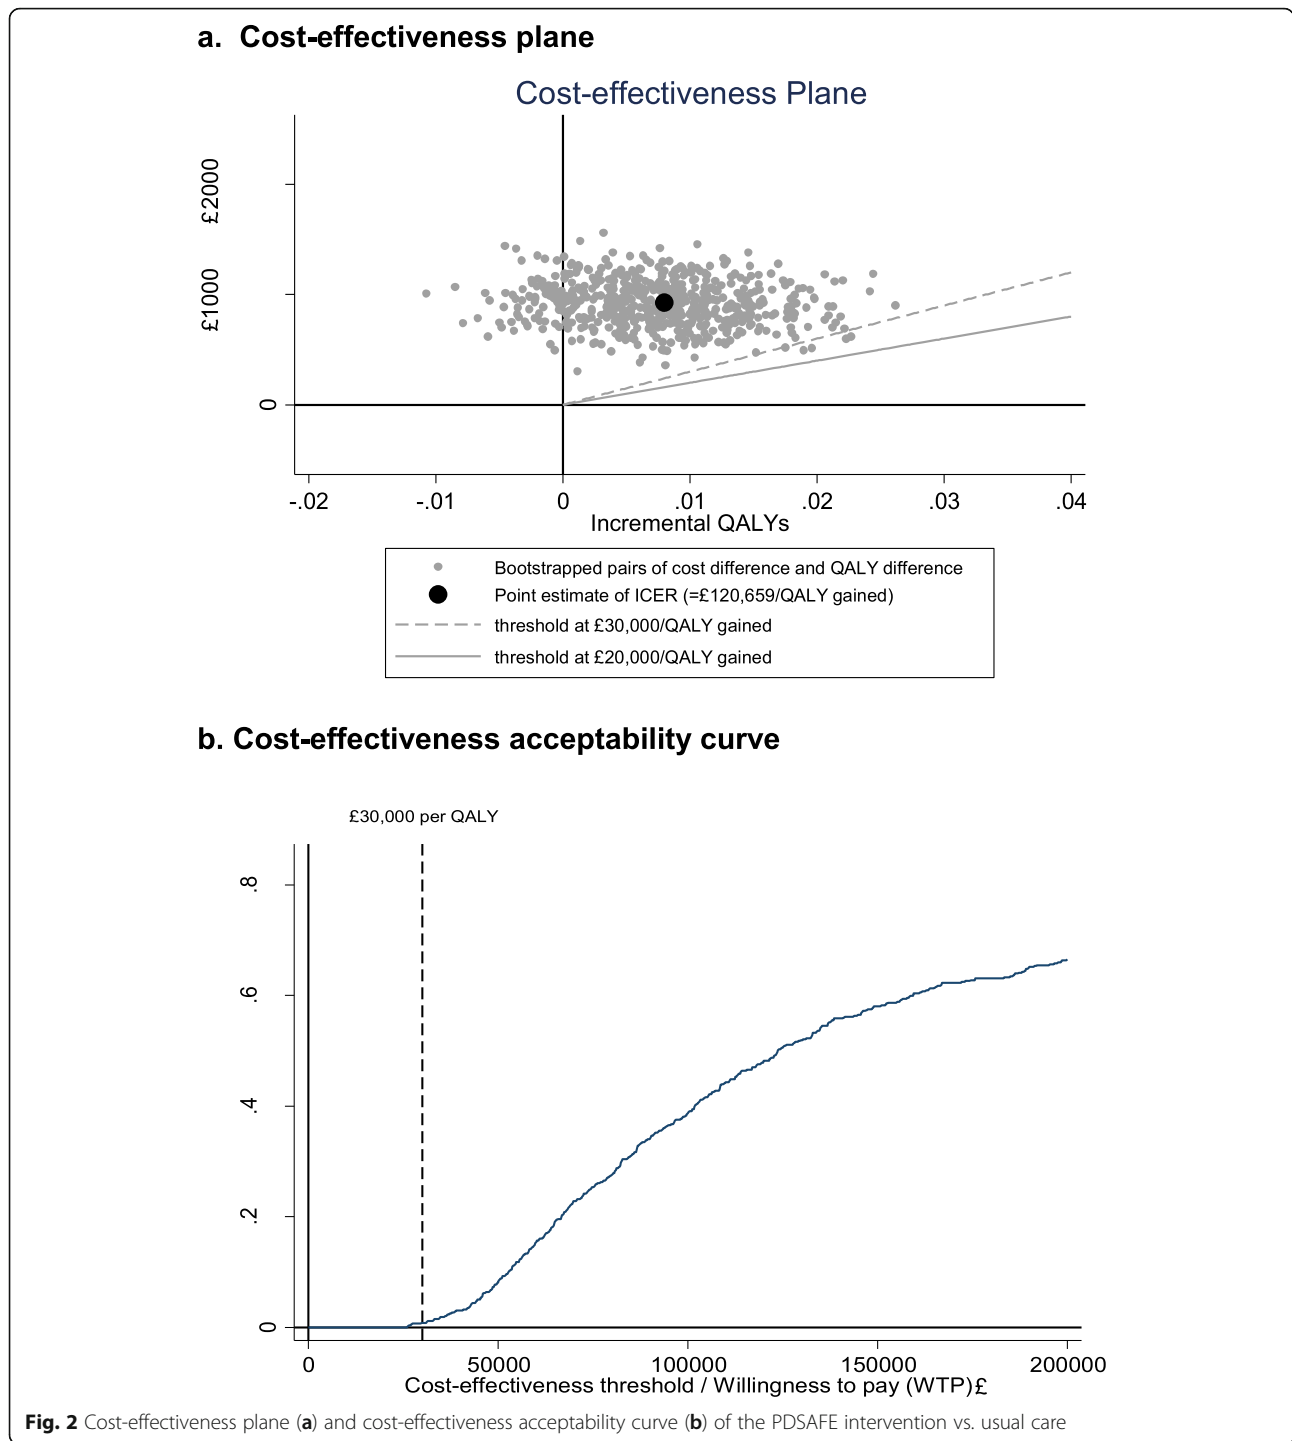 a. Cost-effectiveness plane
Cost-effectiveness Plane
£2000
£1000
0
-.02 -.01 0 .01 .02 .03 .04
Incremental QALYs
Bootstrapped pairs of cost difference and QALY difference
Point estimate of ICER (=£120,659/QALY gained)
threshold at £30,000/QALY gained
threshold at £20,000/QALY gained
b. Cost-effectiveness acceptability curve
£30,000 per QALY
.8
.6
.4
.2
0
0 50000 100000 150000 200000
Cost-effectiveness threshold / Willingness to pay (WTP)£
Fig. 2 Cost-effectiveness plane (a) and cost-effectiveness acceptability curve (b) of the PDSAFE intervention vs. usual care